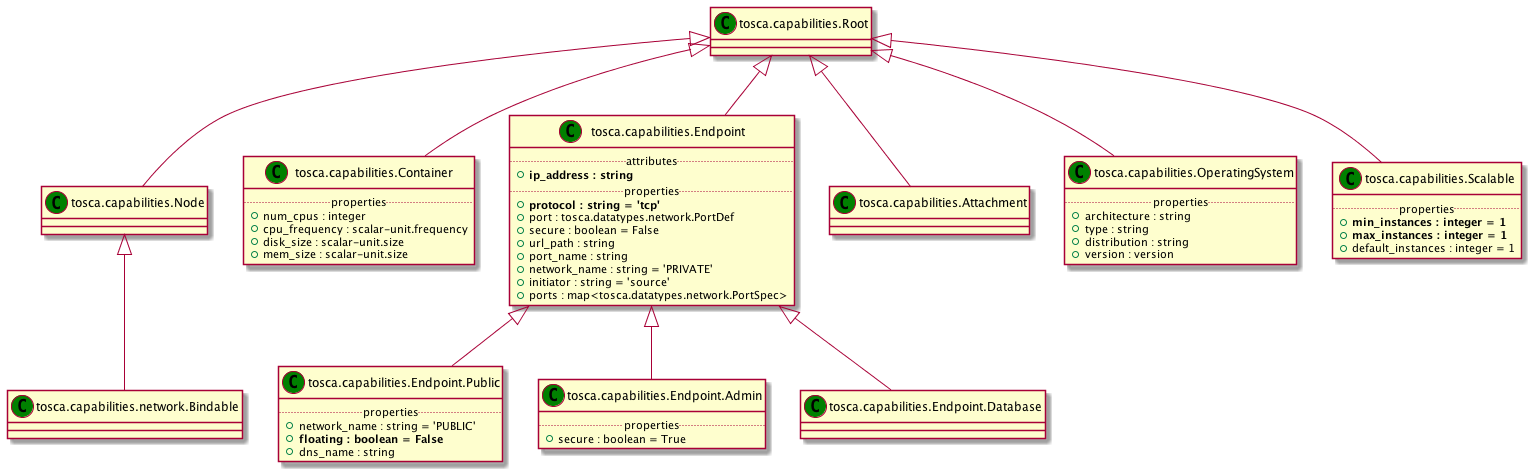 C tosca.capabilities.Root
C tosca.capabilities.Node
C tosca.capabilities.Container
properties
num_cpus : integer
cpu_frequency : scalar-unit.frequency
disk_size : scalar-unit.size
mem_size : scalar-unit.size
C tosca.capabilities.Endpoint
attributes
ip_address : string
properties
protocol : string = 'tcp'
port : tosca.datatypes.network.PortDef
secure : boolean = False
url_path : string
port_name : string
network_name : string = 'PRIVATE'
initiator : string = 'source'
ports : map<tosca.datatypes.network.PortSpec>
C tosca.capabilities.Attachment
C tosca.capabilities.OperatingSystem
properties
architecture : string
type : string
distribution : string
version : version
C tosca.capabilities.Scalable
properties
min_instances : integer = 1
max_instances : integer = 1
default_instances : integer = 1
C tosca.capabilities.network.Bindable
C tosca.capabilities.Endpoint.Public
properties
network_name : string = 'PUBLIC'
floating : boolean = False
dns_name : string
C tosca.capabilities.Endpoint.Admin
properties
secure : boolean = True
C tosca.capabilities.Endpoint.Database